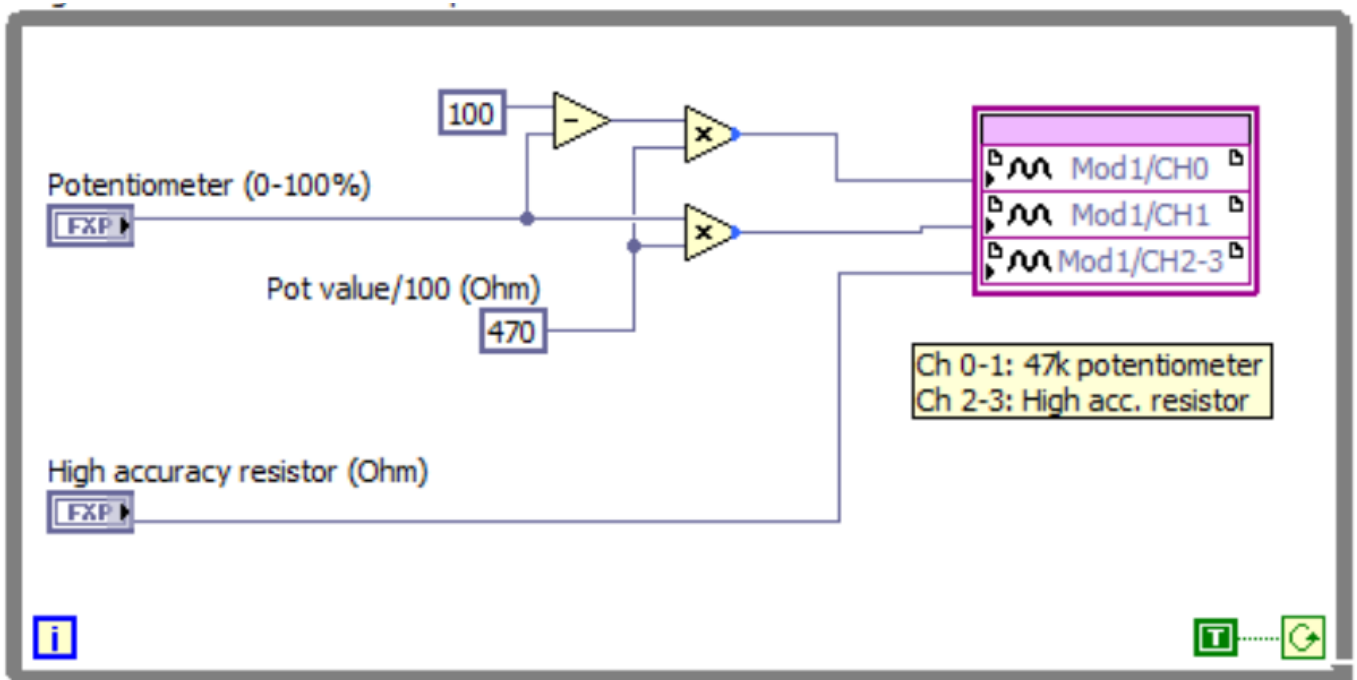 100
Potentiometer (0-100%)
FXP
Mod1/CH0
Mod1/CH1
Mod1/CH2-3
Pot value/100 (Ohm)
470
Ch 0-1: 47k potentiometer
Ch 2-3: High acc. resistor
High accuracy resistor (Ohm)
FXP
i
T